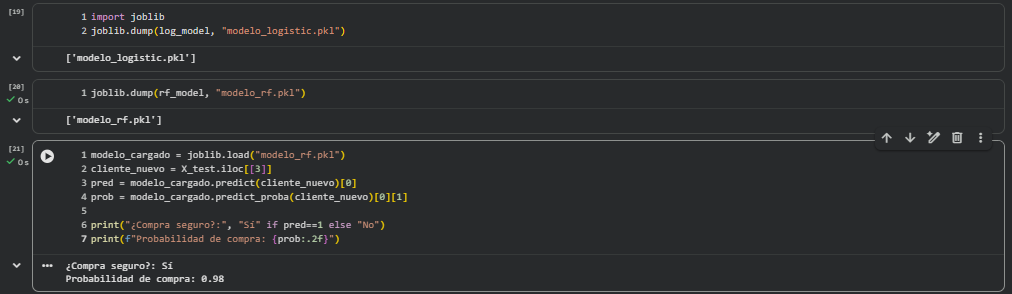 [19]
1 import joblib
2 joblib.dump(log_model, "modelo_logistic.pkl")
['modelo_logistic.pkl']
[20]
0 s
1 joblib.dump(rf_model, "modelo_rf.pkl")
['modelo_rf.pkl']
[21]
0 s
1 modelo_cargado = joblib.load("modelo_rf.pkl")
2 cliente_nuevo = X_test.iloc[[3]]
3 pred = modelo_cargado.predict(cliente_nuevo)[0]
4 prob = modelo_cargado.predict_proba(cliente_nuevo)[0][1]
5
6 print("¿Compra seguro?:", "Sí" if pred==1 else "No")
7 print(f"Probabilidad de compra: {prob:.2f}")
¿Compra seguro?: Sí
Probabilidad de compra: 0.98